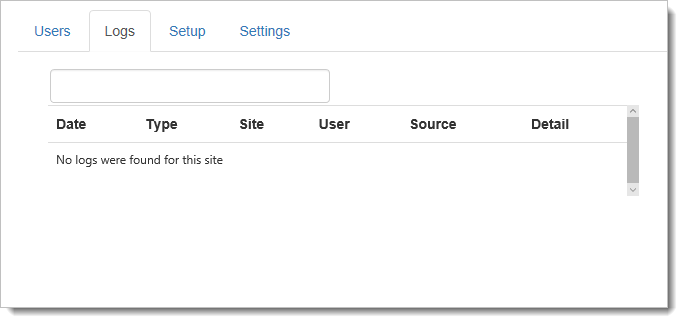 Users Logs Setup Settings
Date Type Site User Source Detail
No logs were found for this site